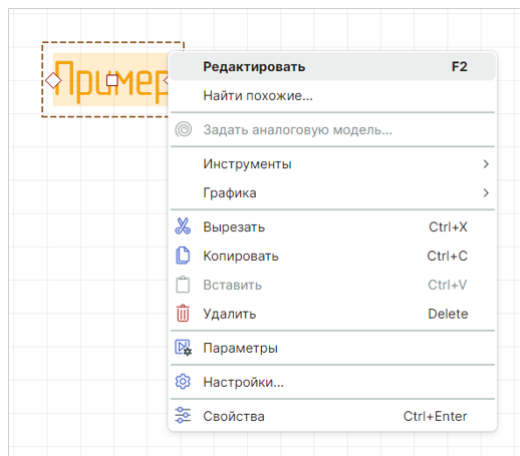 Пример
Редактировать F2
Найти похожие...
Задать аналоговую модель...
Инструменты
Графика
Вырезать Ctrl+X
Копировать Ctrl+C
Вставить Ctrl+V
Удалить Delete
Параметры
Настройки...
Свойства Ctrl+Enter